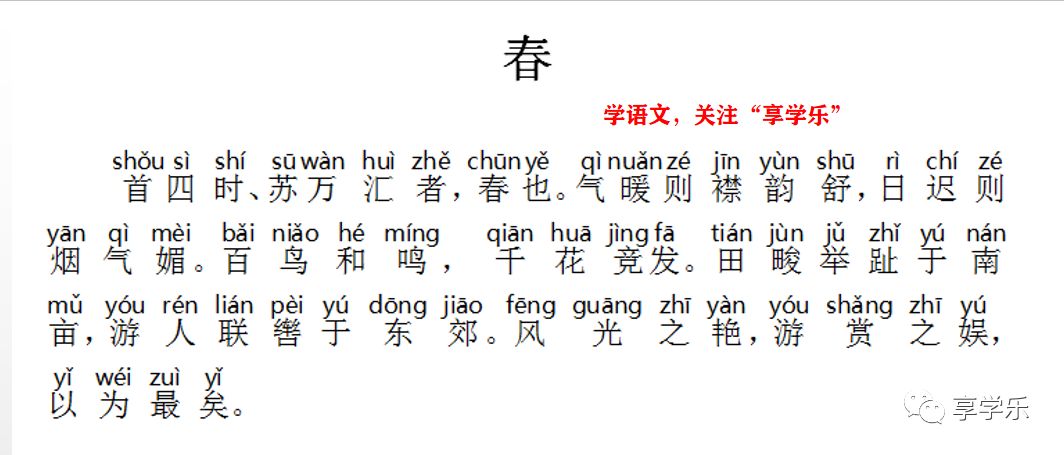 春
学语文，关注“享学乐”
shǒu sì shí sū wàn huì zhě chūn yě qì nuǎn zé jīn yùn shū rì chí zé
首四时、苏万汇者，春也。气暖则襟韵舒，日迟则
yān qì mèi bǎi niǎo hé míng qiān huā jìng fā tián jùn jǔ zhǐ yú nán
烟气媚。百鸟和鸣，千花竞发。田畯举趾于南
mǔ yóu rén lián pèi yú dōng jiāo fēng guāng zhī yàn yóu shǎng zhī yú
亩，游人联辔于东郊。风光之艳，游赏之娱，
yǐ wéi zuì yǐ
以为最矣。
享学乐